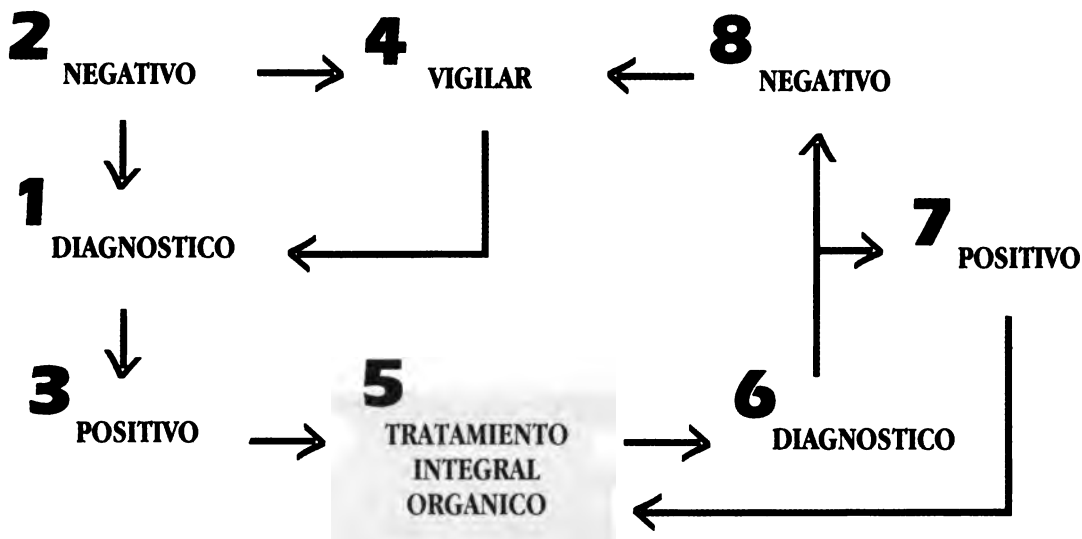 2
NEGATIVO
4
VIGILAR
8
NEGATIVO
1
DIAGNOSTICO
7
POSITIVO
3
POSITIVO
5
TRATAMIENTO
INTEGRAL
ORGANICO
6
DIAGNOSTICO